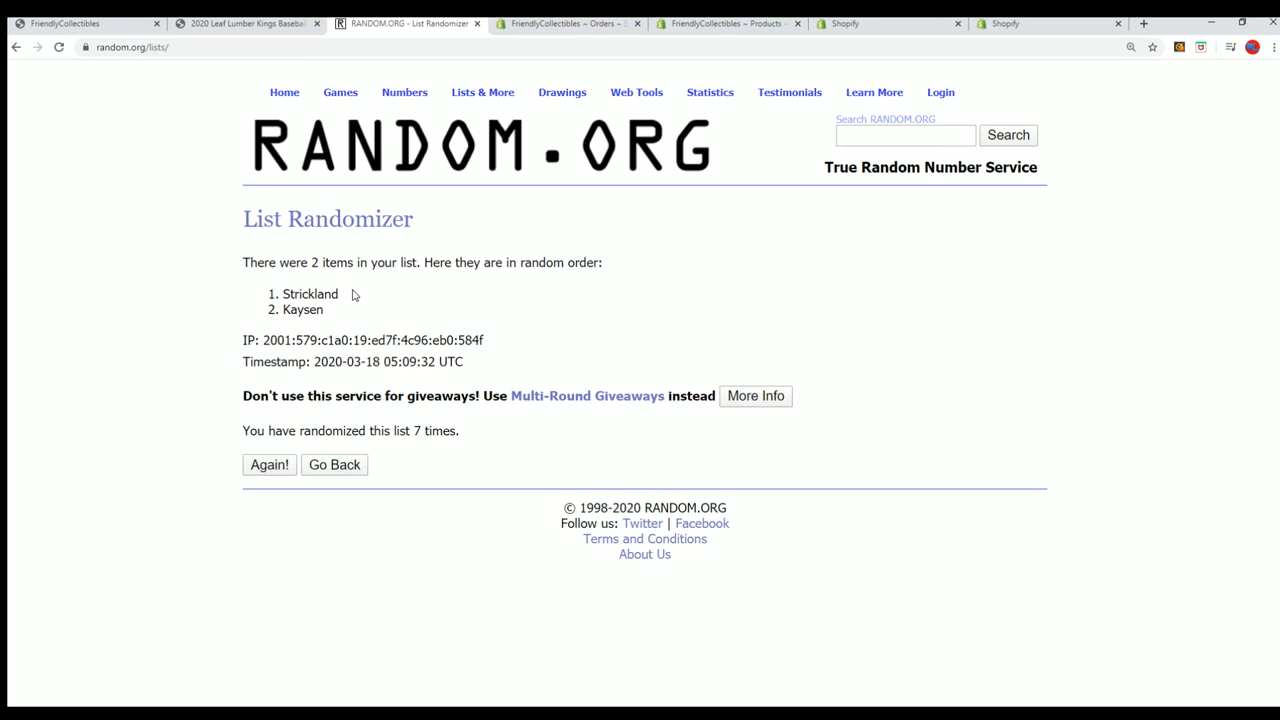 FriendlyCollectibles
2020 Leaf Lumber Kings Baseba
RANDOM.ORG - List Randomizer
FriendlyCollectibles ~ Orders ~ S
FriendlyCollectibles ~ Products ~
Shopify
Shopify
random.org/lists/
Home Games Numbers Lists & More Drawings Web Tools Statistics Testimonials Learn More Login
RANDOM.ORG
Search RANDOM.ORG
Search
True Random Number Service
List Randomizer
There were 2 items in your list. Here they are in random order:
1. Strickland
2. Kaysen
IP: 2001:579:c1a0:19:ed7f:4c96:eb0:584f
Timestamp: 2020-03-18 05:09:32 UTC
Don't use this service for giveaways! Use Multi-Round Giveaways instead More Info
You have randomized this list 7 times.
Again! Go Back
© 1998-2020 RANDOM.ORG
Follow us: Twitter | Facebook
Terms and Conditions
About Us